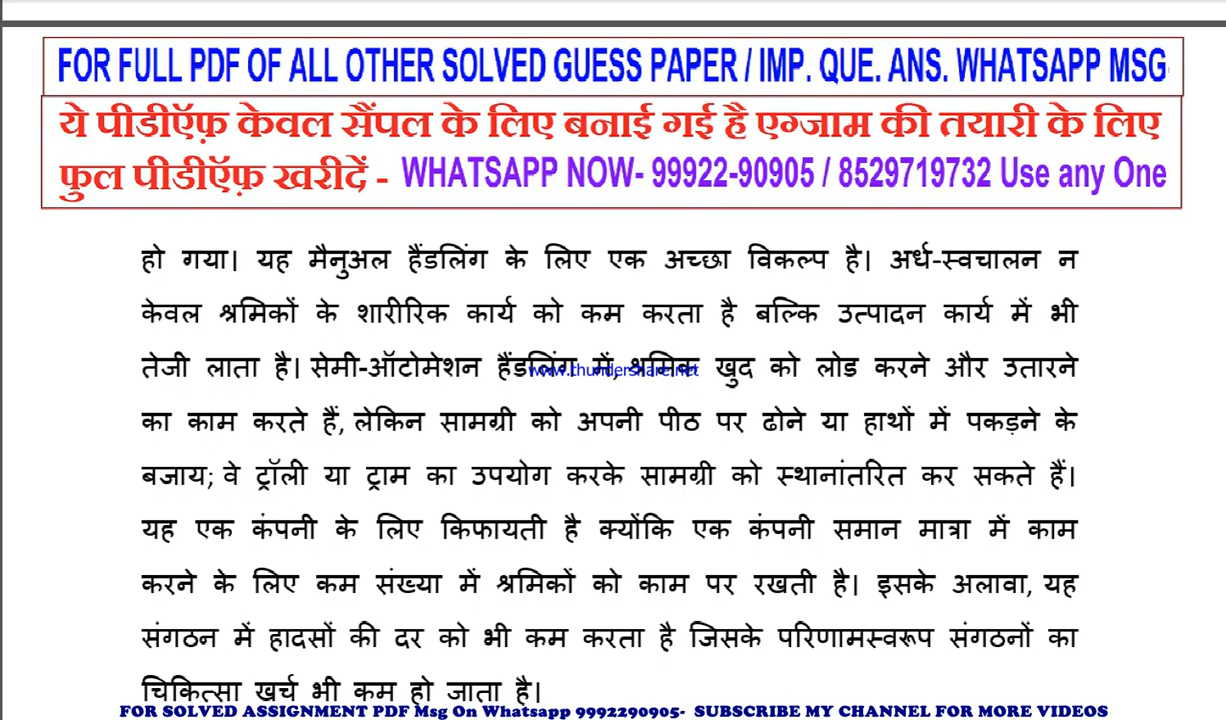 FOR FULL PDF OF ALL OTHER SOLVED GUESS PAPER / IMP. QUE. ANS. WHATSAPP MSG
ये पीडीऍफ़ केवल सैंपल के लिए बनाई गई है एग्जाम की तयारी के लिए
फुल पीडीऍफ़ खरीदें - WHATSAPP NOW- 99922-90905 / 8529719732 Use any One
हो गया। यह मैनुअल हैंडलिंग के लिए एक अच्छा विकल्प है। अर्ध-स्वचालन न
केवल श्रमिकों के शारीरिक कार्य को कम करता है बल्कि उत्पादन कार्य में भी
तेजी लाता है। सेमी-ऑटोमेशन हैंडलिंग में, श्रमिक खुद को लोड करने और उतारने
www.thundershare.net
का काम करते हैं, लेकिन सामग्री को अपनी पीठ पर ढोने या हाथों में पकड़ने के
बजाय; वे ट्रॉली या ट्राम का उपयोग करके सामग्री को स्थानांतरित कर सकते हैं।
यह एक कंपनी के लिए किफायती है क्योंकि एक कंपनी समान मात्रा में काम
करने के लिए कम संख्या में श्रमिकों को काम पर रखती है। इसके अलावा, यह
संगठन में हादसों की दर को भी कम करता है जिसके परिणामस्वरूप संगठनों का
चिकित्सा खर्च भी कम हो जाता है।
FOR SOLVED ASSIGNMENT PDF Msg On Whatsapp 9992290905- SUBSCRIBE MY CHANNEL FOR MORE VIDEOS